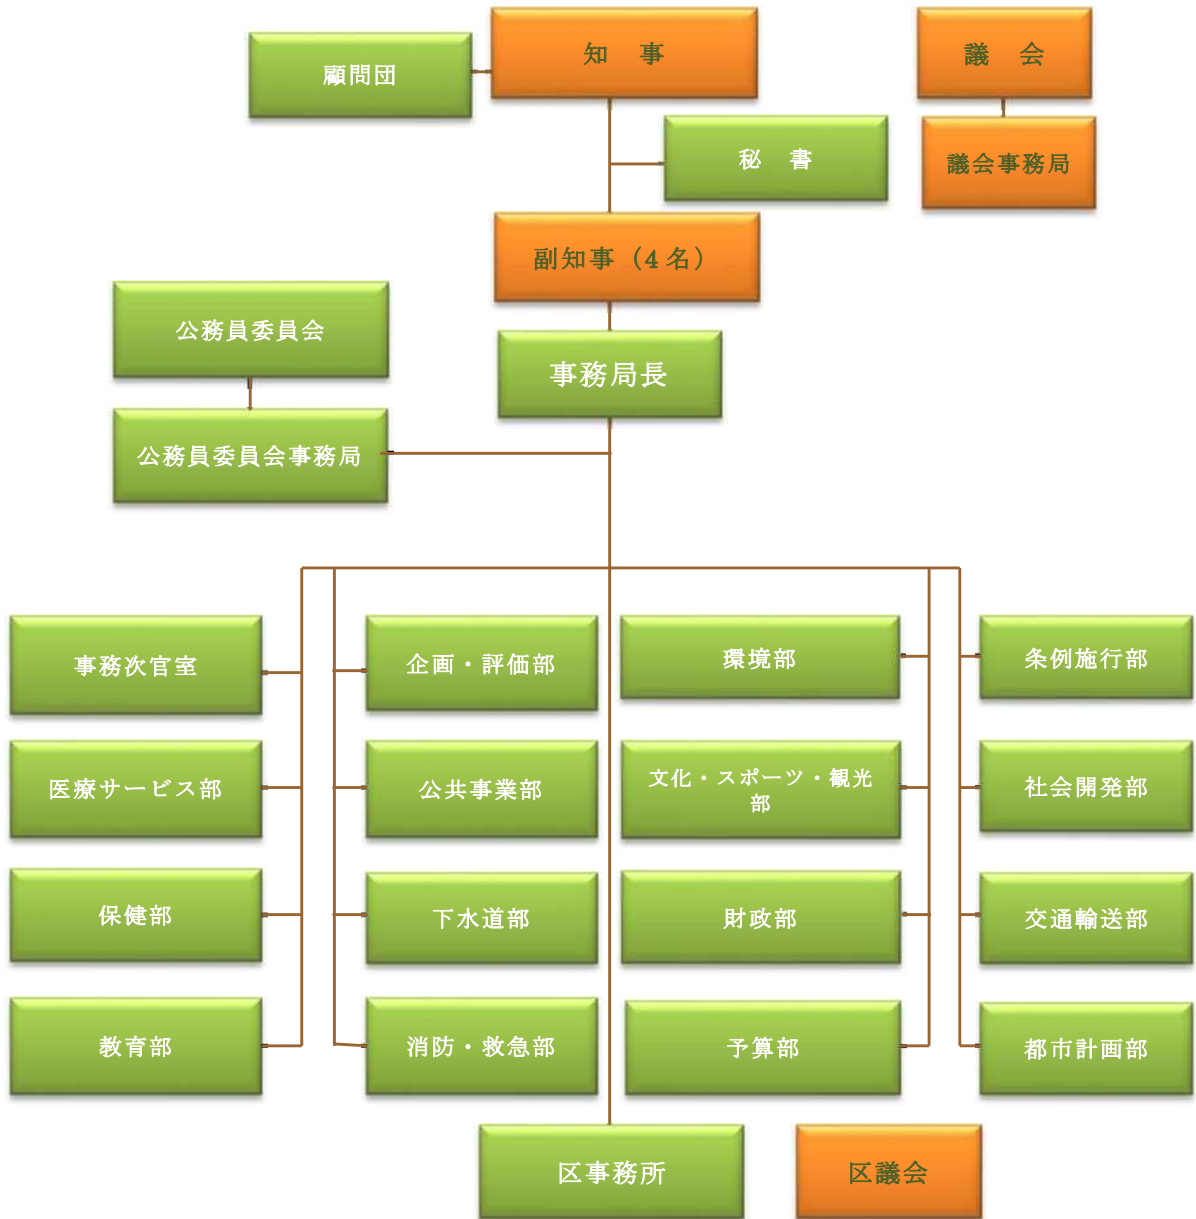 知　事
議　会
顧問団
秘　書
議会事務局
副知事（4 名）
公務員委員会
事務局長
公務員委員会事務局
事務次官室
企画・評価部
環境部
条例施行部
医療サービス部
公共事業部
文化・スポーツ・観光
部
社会開発部
保健部
下水道部
財政部
交通輸送部
教育部
消防・救急部
予算部
都市計画部
区事務所
区議会